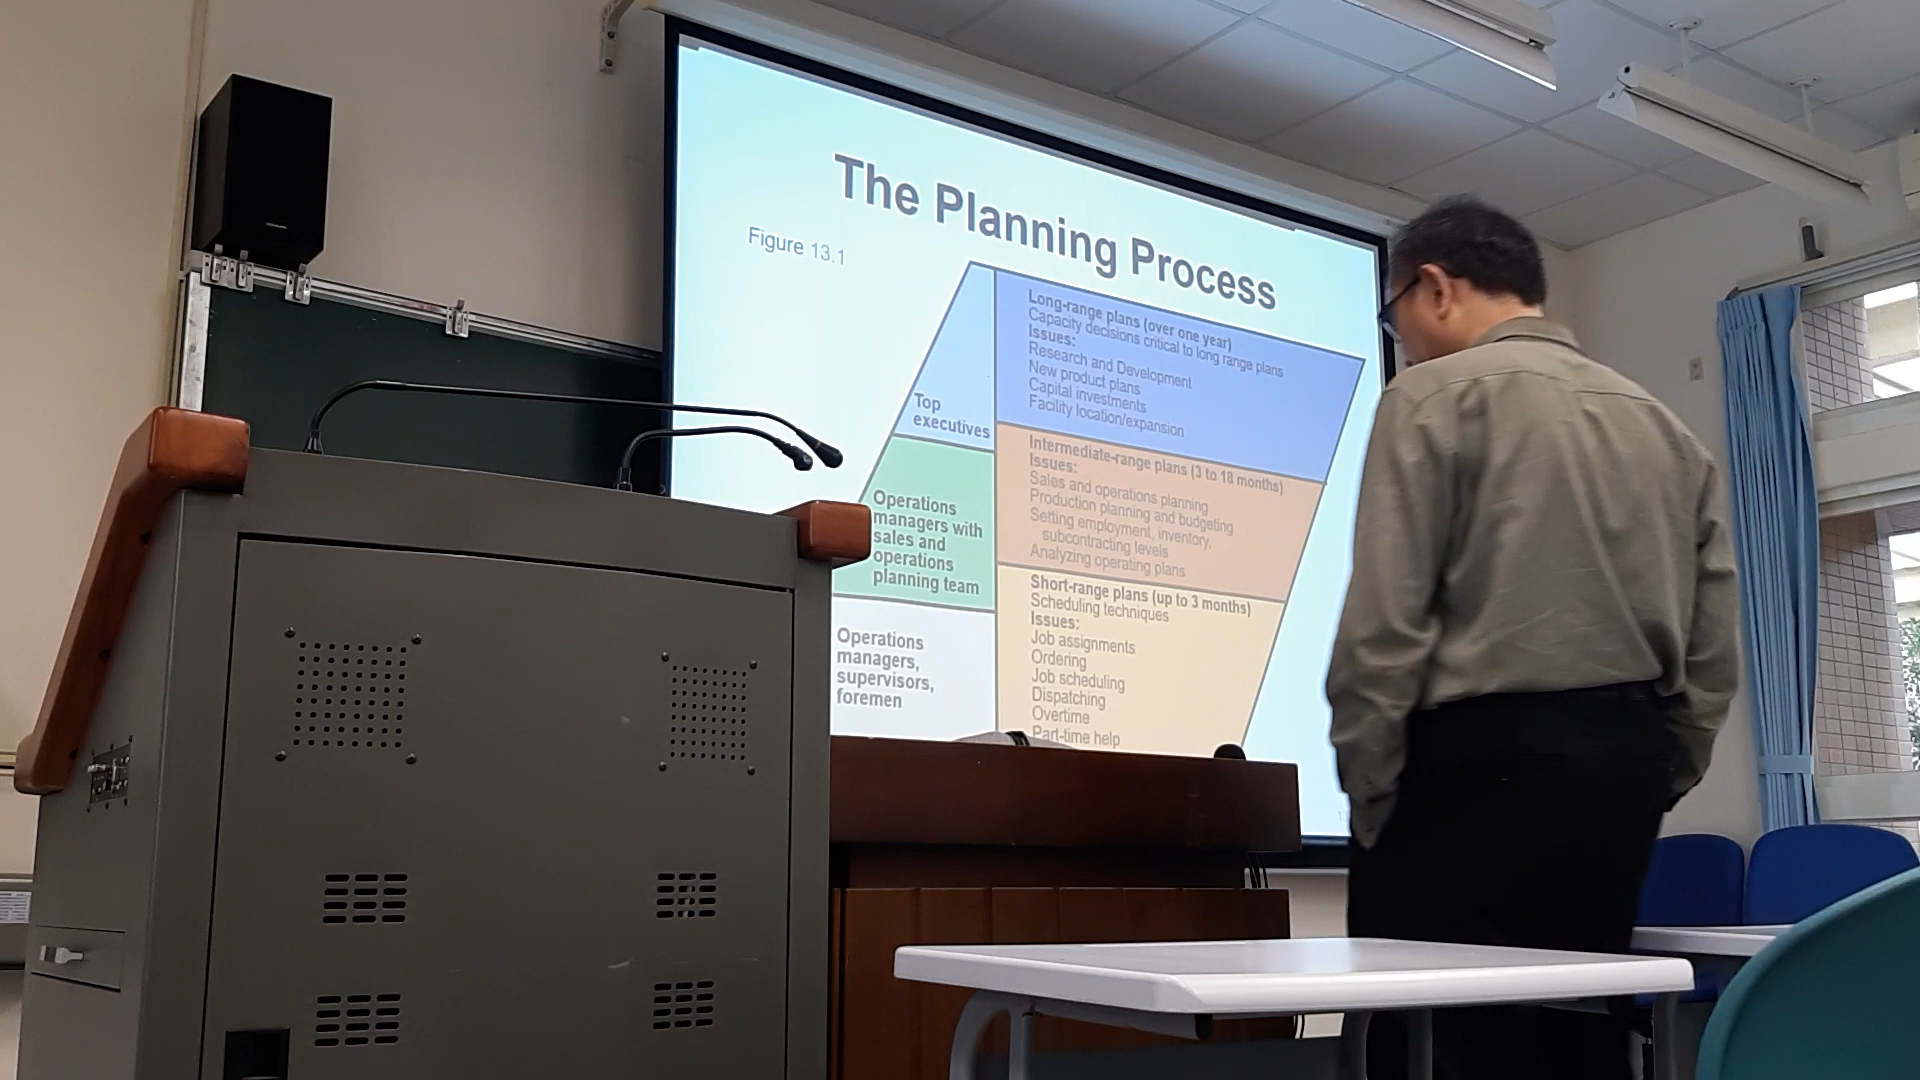 The Planning Process
Figure 13.1
Top
executives
Long-range plans (over one year)
Capacity decisions critical to long range plans
Issues:
Research and Development
New product plans
Capital investments
Facility location/expansion
Operations
managers with
sales and
operations
planning team
Intermediate-range plans (3 to 18 months)
Issues:
Sales and operations planning
Production planning and budgeting
Setting employment, inventory,
subcontracting levels
Analyzing operating plans
Operations
managers,
supervisors,
foremen
Short-range plans (up to 3 months)
Scheduling techniques
Issues:
Job assignments
Ordering
Job scheduling
Dispatching
Overtime
Part-time help